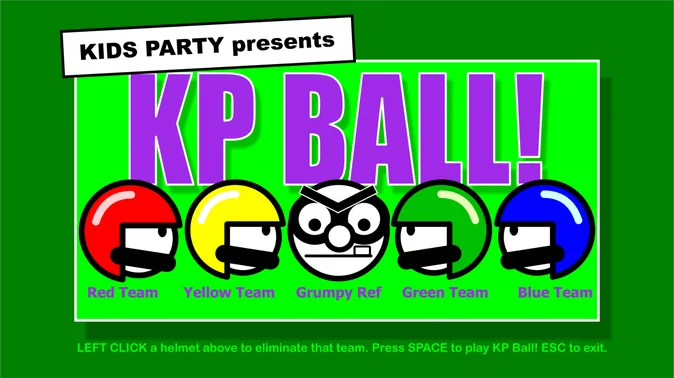 KIDS PARTY presents
KP BALL!
Red Team Yellow Team Grumpy Ref Green Team Blue Team
LEFT CLICK a helmet above to eliminate that team. Press SPACE to play KP Ball! ESC to exit.